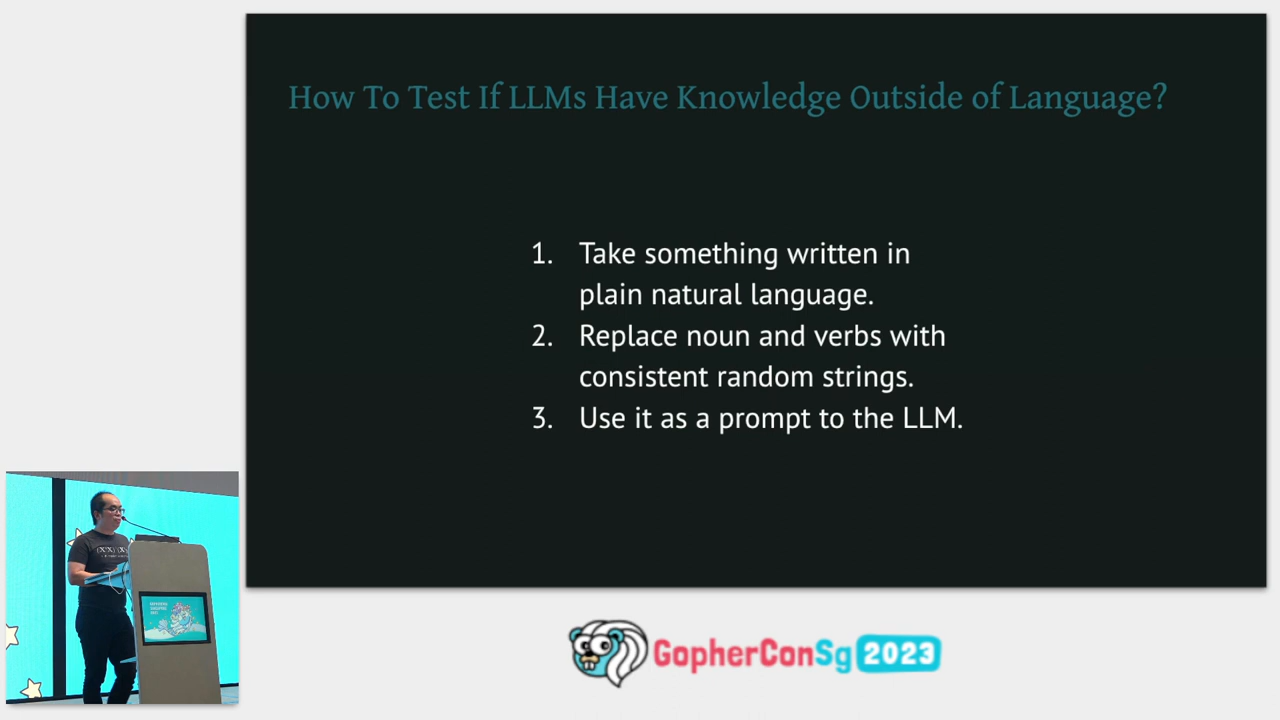 How To Test If LLMs Have Knowledge Outside of Language?
1. Take something written in
plain natural language.
2. Replace noun and verbs with
consistent random strings.
3. Use it as a prompt to the LLM.
GopherConSg 2023